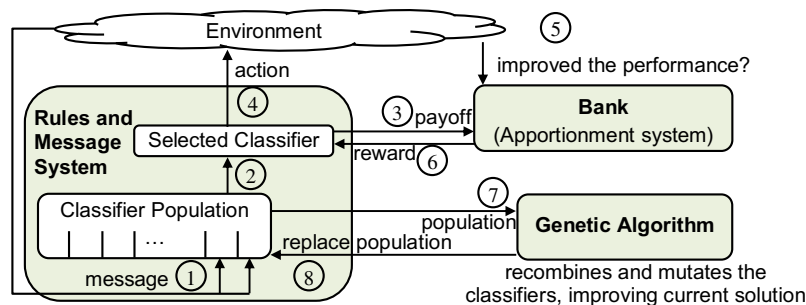 Environment
5
action
improved the performance?
4
Rules and
Message
System
3
payoff
Bank
(Apportionment system)
Selected Classifier
reward
6
2
7
Classifier Population
population
Genetic Algorithm
...
replace population
message
1
8
recombines and mutates the
classifiers, improving current solution